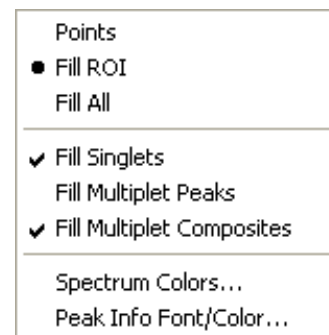 Points
Fill ROI
Fill All
Fill Singlets
Fill Multiplet Peaks
Fill Multiplet Composites
Spectrum Colors...
Peak Info Font/Color...